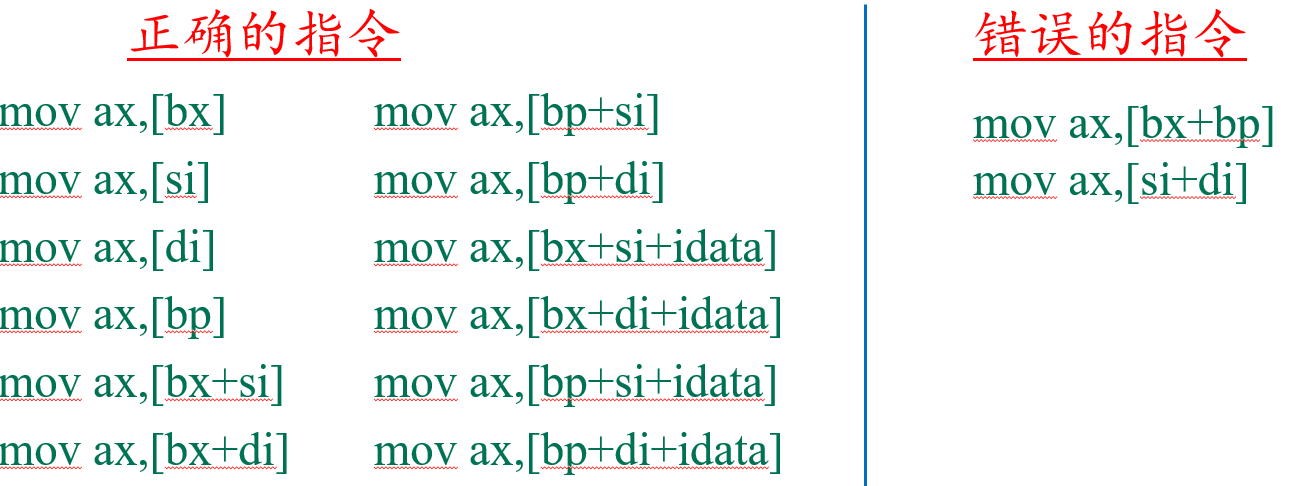 正确的指令
mov ax,[bx]
mov ax,[si]
mov ax,[di]
mov ax,[bp]
mov ax,[bx+si]
mov ax,[bx+di]
mov ax,[bp+si]
mov ax,[bp+di]
mov ax,[bx+si+idata]
mov ax,[bx+di+idata]
mov ax,[bp+si+idata]
mov ax,[bp+di+idata]
错误的指令
mov ax,[bx+bp]
mov ax,[si+di]